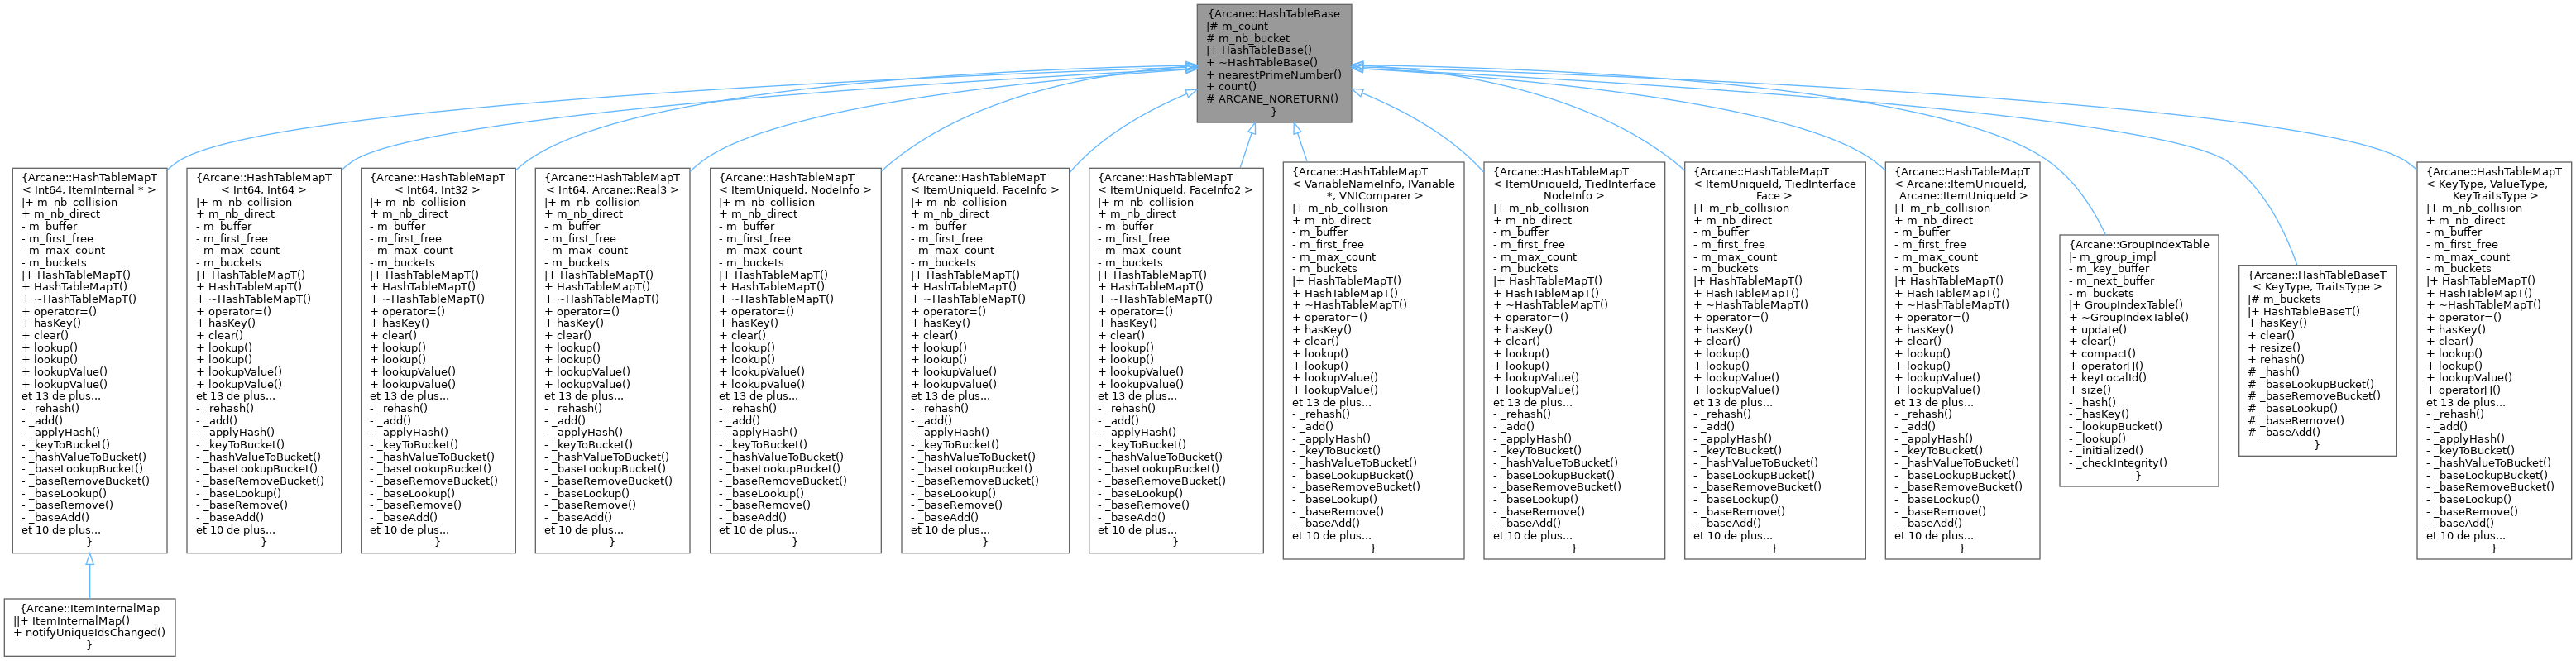 {Arcane::HashTableBase
|# m_count
# m_nb_bucket
|+ HashTableBase()
+ ~HashTableBase()
+ nearestPrimeNumber()
+ count()
# ARCANE_NORETURN()
}
{Arcane::HashTableMapT
< Int64, ItemInternal * >
|+ m_nb_collision
+ m_nb_direct
- m_buffer
- m_first_free
- m_max_count
- m_buckets
|+ HashTableMapT()
+ HashTableMapT()
+ ~HashTableMapT()
+ operator=()
+ hasKey()
+ clear()
+ lookup()
+ lookup()
+ lookupValue()
+ lookupValue()
et 13 de plus...
- _rehash()
- _add()
- _applyHash()
- _keyToBucket()
- _hashValueToBucket()
- _baseLookupBucket()
- _baseRemoveBucket()
- _baseLookup()
- _baseRemove()
- _baseAdd()
et 10 de plus...
}
{Arcane::HashTableMapT
< Int64, Int64 >
|+ m_nb_collision
+ m_nb_direct
- m_buffer
- m_first_free
- m_max_count
- m_buckets
|+ HashTableMapT()
+ HashTableMapT()
+ ~HashTableMapT()
+ operator=()
+ hasKey()
+ clear()
+ lookup()
+ lookup()
+ lookupValue()
+ lookupValue()
et 13 de plus...
- _rehash()
- _add()
- _applyHash()
- _keyToBucket()
- _hashValueToBucket()
- _baseLookupBucket()
- _baseRemoveBucket()
- _baseLookup()
- _baseRemove()
- _baseAdd()
et 10 de plus...
}
{Arcane::HashTableMapT
< Int64, Int32 >
|+ m_nb_collision
+ m_nb_direct
- m_buffer
- m_first_free
- m_max_count
- m_buckets
|+ HashTableMapT()
+ HashTableMapT()
+ ~HashTableMapT()
+ operator=()
+ hasKey()
+ clear()
+ lookup()
+ lookup()
+ lookupValue()
+ lookupValue()
et 13 de plus...
- _rehash()
- _add()
- _applyHash()
- _keyToBucket()
- _hashValueToBucket()
- _baseLookupBucket()
- _baseRemoveBucket()
- _baseLookup()
- _baseRemove()
- _baseAdd()
et 10 de plus...
}
{Arcane::HashTableMapT
< Int64, Arcane::Real3 >
|+ m_nb_collision
+ m_nb_direct
- m_buffer
- m_first_free
- m_max_count
- m_buckets
|+ HashTableMapT()
+ HashTableMapT()
+ ~HashTableMapT()
+ operator=()
+ hasKey()
+ clear()
+ lookup()
+ lookup()
+ lookupValue()
+ lookupValue()
et 13 de plus...
- _rehash()
- _add()
- _applyHash()
- _keyToBucket()
- _hashValueToBucket()
- _baseLookupBucket()
- _baseRemoveBucket()
- _baseLookup()
- _baseRemove()
- _baseAdd()
et 10 de plus...
}
{Arcane::HashTableMapT
< ItemUniqueId, NodeInfo >
|+ m_nb_collision
+ m_nb_direct
- m_buffer
- m_first_free
- m_max_count
- m_buckets
|+ HashTableMapT()
+ HashTableMapT()
+ ~HashTableMapT()
+ operator=()
+ hasKey()
+ clear()
+ lookup()
+ lookup()
+ lookupValue()
+ lookupValue()
et 13 de plus...
- _rehash()
- _add()
- _applyHash()
- _keyToBucket()
- _hashValueToBucket()
- _baseLookupBucket()
- _baseRemoveBucket()
- _baseLookup()
- _baseRemove()
- _baseAdd()
et 10 de plus...
}
{Arcane::HashTableMapT
< ItemUniqueId, FaceInfo >
|+ m_nb_collision
+ m_nb_direct
- m_buffer
- m_first_free
- m_max_count
- m_buckets
|+ HashTableMapT()
+ HashTableMapT()
+ ~HashTableMapT()
+ operator=()
+ hasKey()
+ clear()
+ lookup()
+ lookup()
+ lookupValue()
+ lookupValue()
et 13 de plus...
- _rehash()
- _add()
- _applyHash()
- _keyToBucket()
- _hashValueToBucket()
- _baseLookupBucket()
- _baseRemoveBucket()
- _baseLookup()
- _baseRemove()
- _baseAdd()
et 10 de plus...
}
{Arcane::HashTableMapT
< ItemUniqueId, FaceInfo2 >
|+ m_nb_collision
+ m_nb_direct
- m_buffer
- m_first_free
- m_max_count
- m_buckets
|+ HashTableMapT()
+ HashTableMapT()
+ ~HashTableMapT()
+ operator=()
+ hasKey()
+ clear()
+ lookup()
+ lookup()
+ lookupValue()
+ lookupValue()
et 13 de plus...
- _rehash()
- _add()
- _applyHash()
- _keyToBucket()
- _hashValueToBucket()
- _baseLookupBucket()
- _baseRemoveBucket()
- _baseLookup()
- _baseRemove()
- _baseAdd()
et 10 de plus...
}
{Arcane::HashTableMapT
< VariableNameInfo, IVariable
*, VNIComparer >
|+ m_nb_collision
+ m_nb_direct
- m_buffer
- m_first_free
- m_max_count
- m_buckets
|+ HashTableMapT()
+ HashTableMapT()
+ ~HashTableMapT()
+ operator=()
+ hasKey()
+ clear()
+ lookup()
+ lookup()
+ lookupValue()
+ lookupValue()
et 13 de plus...
- _rehash()
- _add()
- _applyHash()
- _keyToBucket()
- _hashValueToBucket()
- _baseLookupBucket()
- _baseRemoveBucket()
- _baseLookup()
- _baseRemove()
- _baseAdd()
et 10 de plus...
}
{Arcane::HashTableMapT
< ItemUniqueId, TiedInterface
NodeInfo >
|+ m_nb_collision
+ m_nb_direct
- m_buffer
- m_first_free
- m_max_count
- m_buckets
|+ HashTableMapT()
+ HashTableMapT()
+ ~HashTableMapT()
+ operator=()
+ hasKey()
+ clear()
+ lookup()
+ lookup()
+ lookupValue()
+ lookupValue()
et 13 de plus...
- _rehash()
- _add()
- _applyHash()
- _keyToBucket()
- _hashValueToBucket()
- _baseLookupBucket()
- _baseRemoveBucket()
- _baseLookup()
- _baseRemove()
- _baseAdd()
et 10 de plus...
}
{Arcane::HashTableMapT
< ItemUniqueId, TiedInterface
Face >
|+ m_nb_collision
+ m_nb_direct
- m_buffer
- m_first_free
- m_max_count
- m_buckets
|+ HashTableMapT()
+ HashTableMapT()
+ ~HashTableMapT()
+ operator=()
+ hasKey()
+ clear()
+ lookup()
+ lookup()
+ lookupValue()
+ lookupValue()
et 13 de plus...
- _rehash()
- _add()
- _applyHash()
- _keyToBucket()
- _hashValueToBucket()
- _baseLookupBucket()
- _baseRemoveBucket()
- _baseLookup()
- _baseRemove()
- _baseAdd()
et 10 de plus...
}
{Arcane::HashTableMapT
< Arcane::ItemUniqueId,
Arcane::ItemUniqueId >
|+ m_nb_collision
+ m_nb_direct
- m_buffer
- m_first_free
- m_max_count
- m_buckets
|+ HashTableMapT()
+ HashTableMapT()
+ ~HashTableMapT()
+ operator=()
+ hasKey()
+ clear()
+ lookup()
+ lookup()
+ lookupValue()
+ lookupValue()
et 13 de plus...
- _rehash()
- _add()
- _applyHash()
- _keyToBucket()
- _hashValueToBucket()
- _baseLookupBucket()
- _baseRemoveBucket()
- _baseLookup()
- _baseRemove()
- _baseAdd()
et 10 de plus...
}
{Arcane::GroupIndexTable
|- m_group_impl
- m_key_buffer
- m_next_buffer
- m_buckets
|+ GroupIndexTable()
+ ~GroupIndexTable()
+ update()
+ clear()
+ compact()
+ operator[]()
+ keyLocalId()
+ size()
- _hash()
- _hasKey()
- _lookupBucket()
- _lookup()
- _initialized()
- _checkIntegrity()
}
{Arcane::HashTableBaseT
< KeyType, TraitsType >
|# m_buckets
|+ HashTableBaseT()
+ hasKey()
+ clear()
+ resize()
+ rehash()
# _hash()
# _baseLookupBucket()
# _baseRemoveBucket()
# _baseLookup()
# _baseRemove()
# _baseAdd()
}
{Arcane::HashTableMapT
< KeyType, ValueType,
KeyTraitsType >
|+ m_nb_collision
+ m_nb_direct
- m_buffer
- m_first_free
- m_max_count
- m_buckets
|+ HashTableMapT()
+ HashTableMapT()
+ ~HashTableMapT()
+ operator=()
+ hasKey()
+ clear()
+ lookup()
+ lookup()
+ lookupValue()
+ operator[]()
et 13 de plus...
- _rehash()
- _add()
- _applyHash()
- _keyToBucket()
- _hashValueToBucket()
- _baseLookupBucket()
- _baseRemoveBucket()
- _baseLookup()
- _baseRemove()
- _baseAdd()
et 10 de plus...
}
{Arcane::ItemInternalMap
||+ ItemInternalMap()
+ notifyUniqueIdsChanged()
}